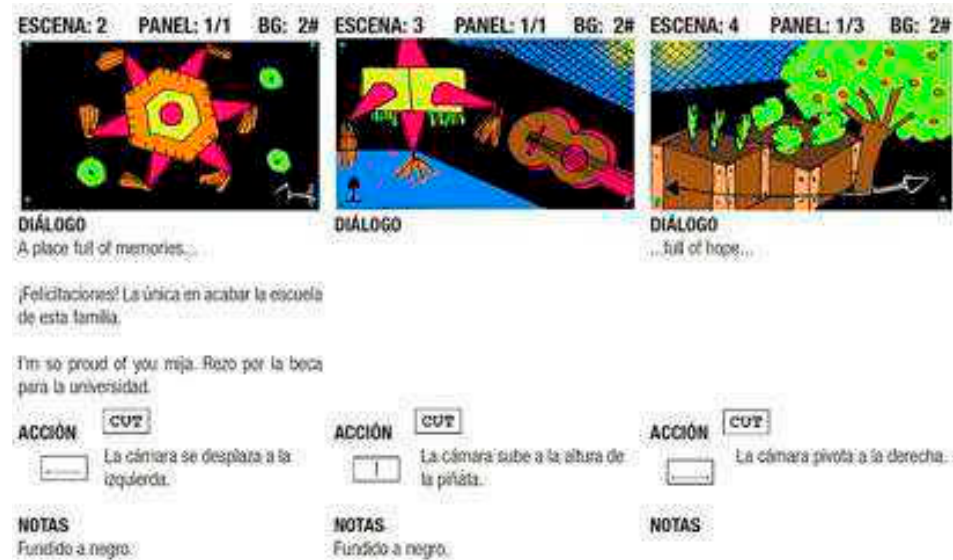 ESCENA: 2 PANEL: 1/1 BG: 2#
DIÁLOGO
A place full of memories...
¡Felicitaciones! La única en acabar la escuela
de esta familia.
I'm so proud of you mija. Rezo por la beca
para la universidad.
ACCIÓN CUT
La cámara se desplaza a la
izquierda.
NOTAS
Fundido a negro.
ESCENA: 3 PANEL: 1/1 BG: 2#
DIÁLOGO
ACCIÓN CUT
La cámara sube a la altura de
la piñáta.
NOTAS
Fundido a negro.
ESCENA: 4 PANEL: 1/3 BG: 2#
DIÁLOGO
...full of hope...
ACCIÓN CUT
La cámara pivota a la derecha.
NOTAS